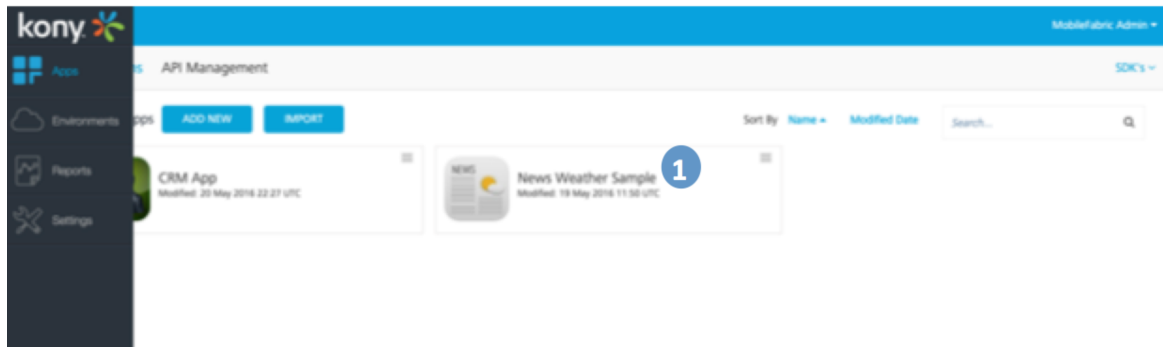 kony
MobileFabric Admin
Apps
API Management
SDK's
Environments
ADD NEW
IMPORT
Sort By Name Modified Date
Search...
Reports
CRM App
Modified: 20 May 2016 22:27 UTC
NEWS
News Weather Sample
Modified: 19 May 2016 11:50 UTC
1
Settings